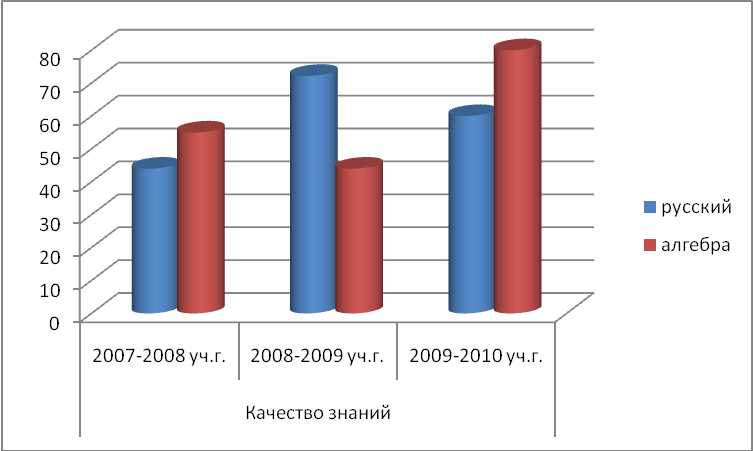 80
70
60
50
40
30
20
10
0
2007-2008 уч.г.
2008-2009 уч.г.
2009-2010 уч.г.
Качество знаний
русский
алгебра